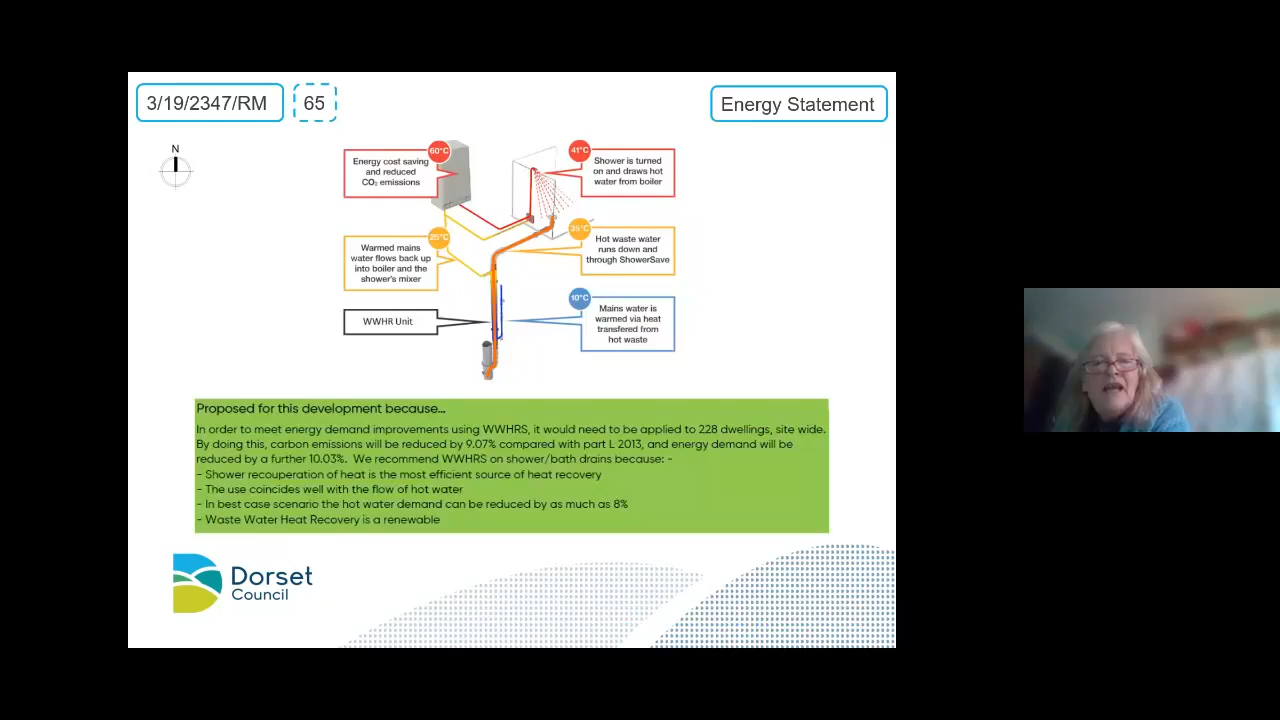 3/19/2347/RM
65
Energy Statement
N
60°C
Energy cost saving
and reduced
CO₂ emissions
41°C
Shower is turned
on and draws hot
water from boiler
25°C
Warmed mains
water flows back up
into boiler and the
shower's mixer
35°C
Hot waste water
runs down and
through ShowerSave
WWHR Unit
10°C
Mains water is
warmed via heat
transfered from
hot waste
Proposed for this development because...
In order to meet energy demand improvements using WWHRS, it would need to be applied to 228 dwellings, site wide.
By doing this, carbon emissions will be reduced by 9.07% compared with part L 2013, and energy demand will be
reduced by a further 10.03%. We recommend WWHRS on shower/bath drains because: -
- Shower recouperation of heat is the most efficient source of heat recovery
- The use coincides well with the flow of hot water
- In best case scenario the hot water demand can be reduced by as much as 8%
- Waste Water Heat Recovery is a renewable
Dorset
Council